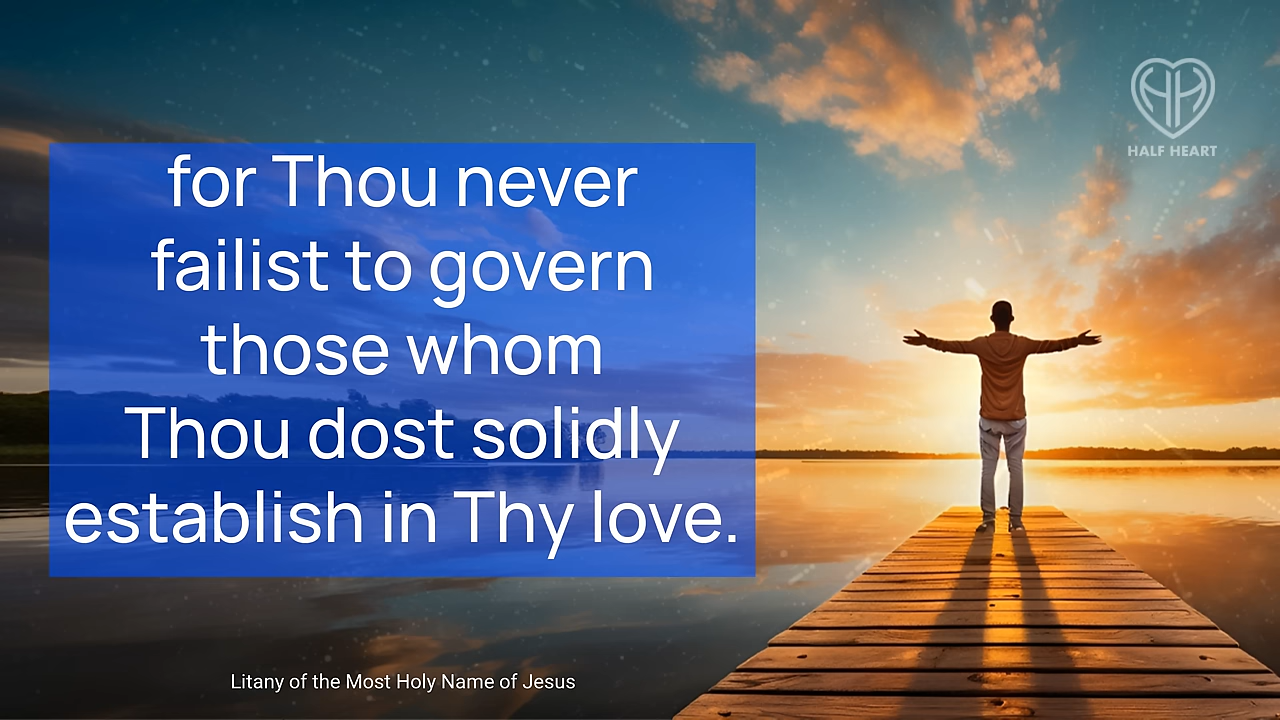 HALF HEART
for Thou never
failist to govern
those whom
Thou dost solidly
establish in Thy love.
Litany of the Most Holy Name of Jesus